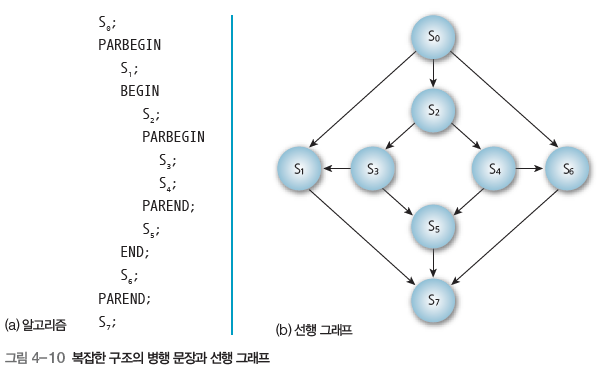 S₀;
PARBEGIN
S₁;
BEGIN
S₂;
PARBEGIN
S₃;
S₄;
PAREND;
S₅;
END;
S₆;
PAREND;
S₇;
(a) 알고리즘
S₀
S₂
S₁
S₃
S₄
S₆
S₅
S₇
(b) 선행 그래프
그림 4-10 복잡한 구조의 병행 문장과 선행 그래프